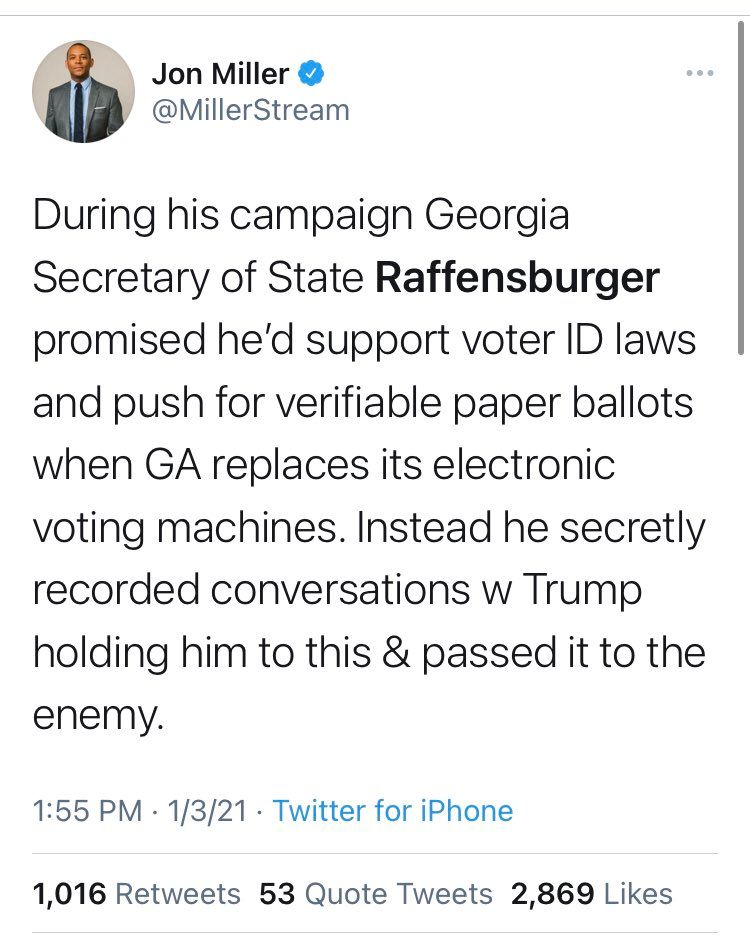 Jon Miller
@MillerStream
During his campaign Georgia
Secretary of State Raffensburger
promised he’d support voter ID laws
and push for verifiable paper ballots
when GA replaces its electronic
voting machines. Instead he secretly
recorded conversations w Trump
holding him to this & passed it to the
enemy.
1:55 PM · 1/3/21 · Twitter for iPhone
1,016 Retweets 53 Quote Tweets 2,869 Likes